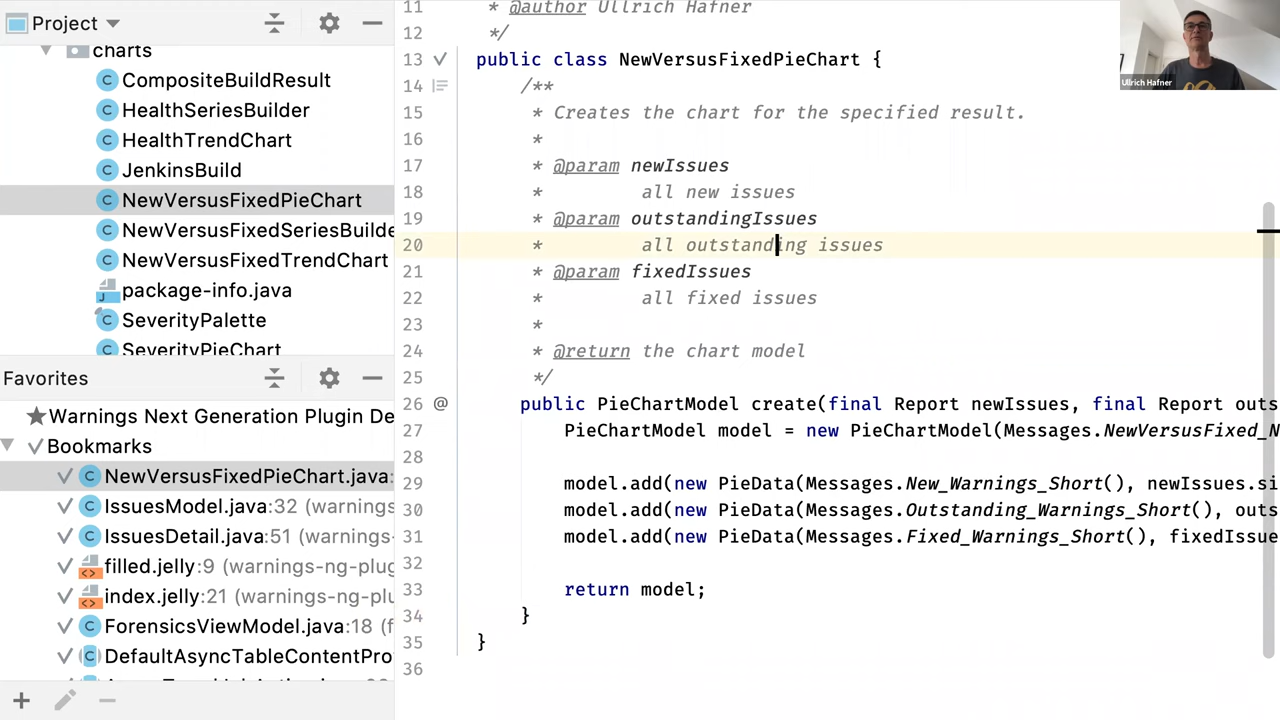 Project
charts
CompositeBuildResult
HealthSeriesBuilder
HealthTrendChart
JenkinsBuild
NewVersusFixedPieChart
NewVersusFixedSeriesBuilde
NewVersusFixedTrendChart
package-info.java
SeverityPalette
SeverityPieChart
Favorites
Warnings Next Generation Plugin De
Bookmarks
NewVersusFixedPieChart.java:
IssuesModel.java:32 (warnings
IssuesDetail.java:51 (warnings-
filled.jelly:9 (warnings-ng-plug
index.jelly:21 (warnings-ng-plu
ForensicsViewModel.java:18 (f
DefaultAsyncTableContentPro
11 * @author Ullrich Hafner
12 */
13 public class NewVersusFixedPieChart {
14 /**
15 * Creates the chart for the specified result.
16 *
17 * @param newIssues
18 * all new issues
19 * @param outstandingIssues
20 * all outstanding issues
21 * @param fixedIssues
22 * all fixed issues
23 *
24 * @return the chart model
25 */
26 @ public PieChartModel create(final Report newIssues, final Report outs
27 PieChartModel model = new PieChartModel(Messages.NewVersusFixed_N
28
29 model.add(new PieData(Messages.New_Warnings_Short(), newIssues.si
30 model.add(new PieData(Messages.Outstanding_Warnings_Short(), outs
31 model.add(new PieData(Messages.Fixed_Warnings_Short(), fixedIssue
32
33 return model;
34 }
35 }
36
Ullrich Hafner